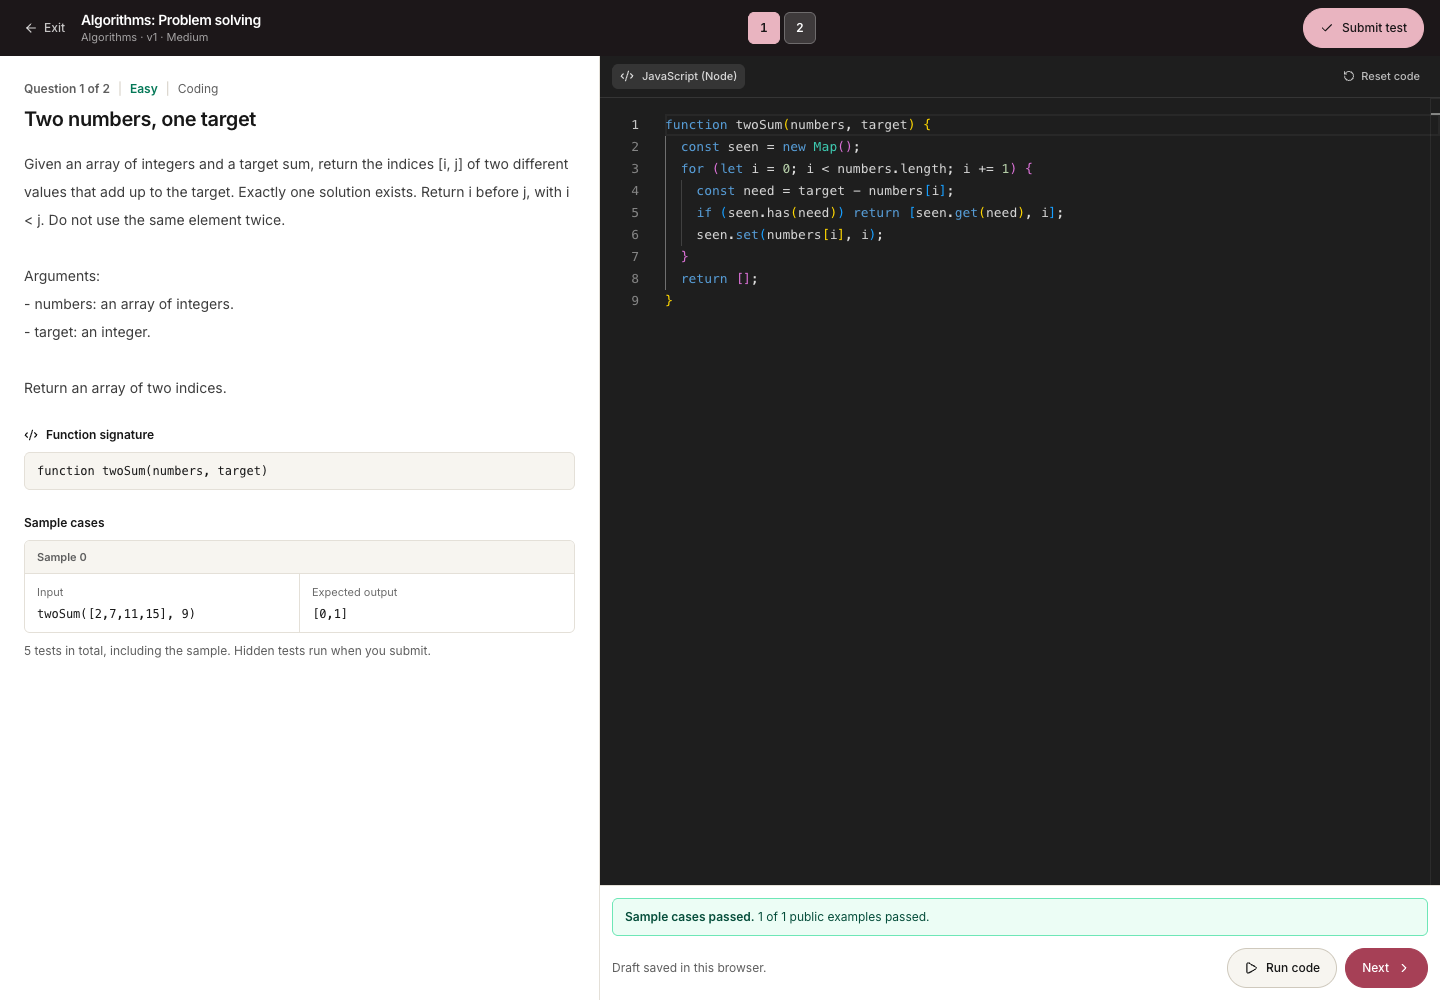 Exit
Algorithms: Problem solving
Algorithms · v1 · Medium
1
2
Submit test
Question 1 of 2
Easy
Coding
Two numbers, one target
Given an array of integers and a target sum, return the indices [i, j] of two different
values that add up to the target. Exactly one solution exists. Return i before j, with i
< j. Do not use the same element twice.
Arguments:
- numbers: an array of integers.
- target: an integer.
Return an array of two indices.
Function signature
function twoSum(numbers, target)
Sample cases
Sample 0
Input
twoSum([2,7,11,15], 9)
Expected output
[0,1]
5 tests in total, including the sample. Hidden tests run when you submit.
JavaScript (Node)
Reset code
1 function twoSum(numbers, target) {
2   const seen = new Map();
3   for (let i = 0; i < numbers.length; i += 1) {
4     const need = target - numbers[i];
5     if (seen.has(need)) return [seen.get(need), i];
6     seen.set(numbers[i], i);
7   }
8   return [];
9 }
Sample cases passed. 1 of 1 public examples passed.
Draft saved in this browser.
Run code
Next